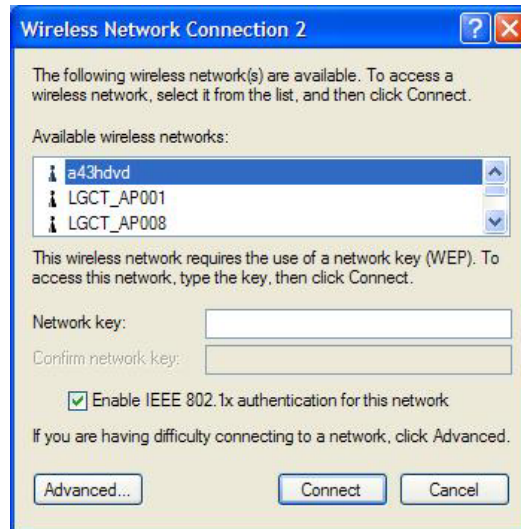 Wireless Network Connection 2
The following wireless network(s) are available. To access a
wireless network, select it from the list, and then click Connect.
Available wireless networks:
a43hdvd
LGCT_AP001
LGCT_AP008
This wireless network requires the use of a network key (WEP). To
access this network, type the key, then click Connect.
Network key:
Confirm network key:
Enable IEEE 802.1x authentication for this network
If you are having difficulty connecting to a network, click Advanced.
Advanced... Connect Cancel